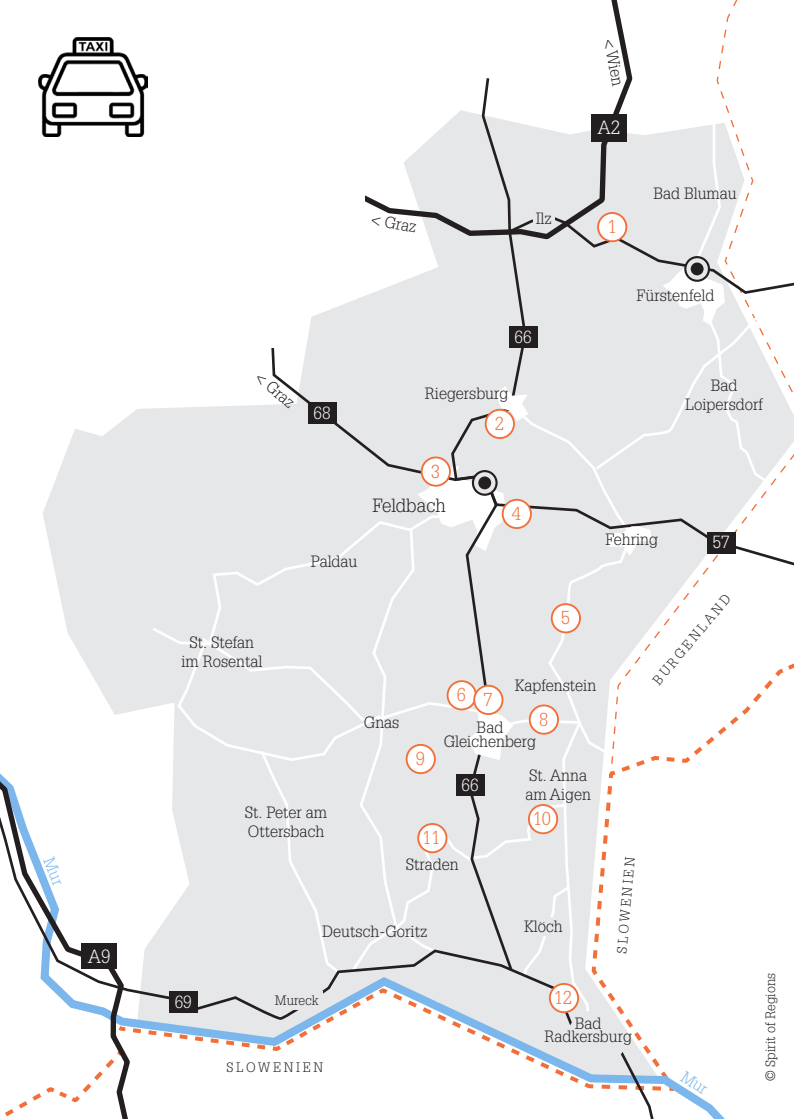 TAXI
< Wien
A2
Bad Blumau
Ilz
< Graz
1
Fürstenfeld
66
< Graz
68
Riegersburg
Bad
Loipersdorf
2
3
Feldbach
4
Fehring
57
Paldau
5
BURGENLAND
St. Stefan
im Rosental
Kapfenstein
6
7
8
Gnas
Bad
Gleichenberg
9
66
St. Anna
am Aigen
St. Peter am
Ottersbach
10
11
Straden
Mur
SLOWENIEN
Deutsch-Goritz
Klöch
A9
69
Mureck
12
Bad
Radkersburg
SLOWENIEN
Mur
© Spirit of Regions